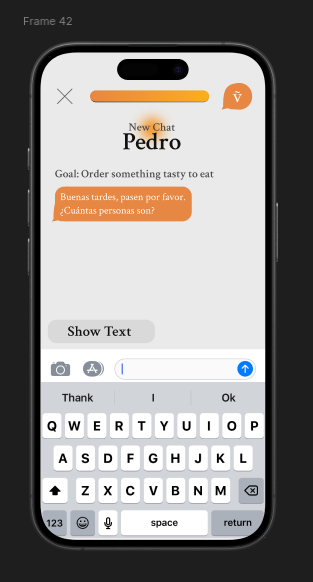 Frame 42
ṽ
New Chat
Pedro
Goal: Order something tasty to eat
Buenas tardes, pasen por favor.
¿Cuántas personas son?
Show Text
Thank I Ok
Q W E R T Y U I O P
A S D F G H J K L
Z X C V B N M
123 space return